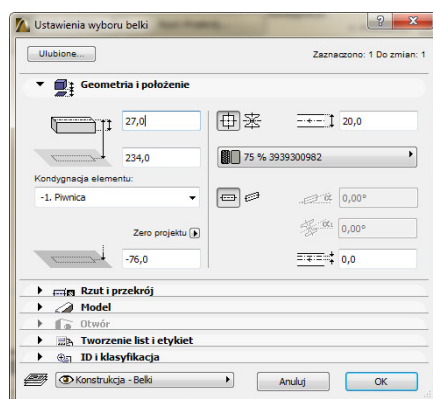 Ustawienia wyboru belki
Ulubione...
Zaznaczono: 1 Do zmian: 1
Geometria i położenie
27,0
20,0
234,0
75 % 3939300982
Kondygnacja elementu:
-1. Piwnica
α 0,00°
Zero projektu
α₁ 0,00°
-76,0
0,0
Rzut i przekrój
Model
Otwór
Tworzenie list i etykiet
ID i klasyfikacja
Konstrukcja - Belki
Anuluj
OK